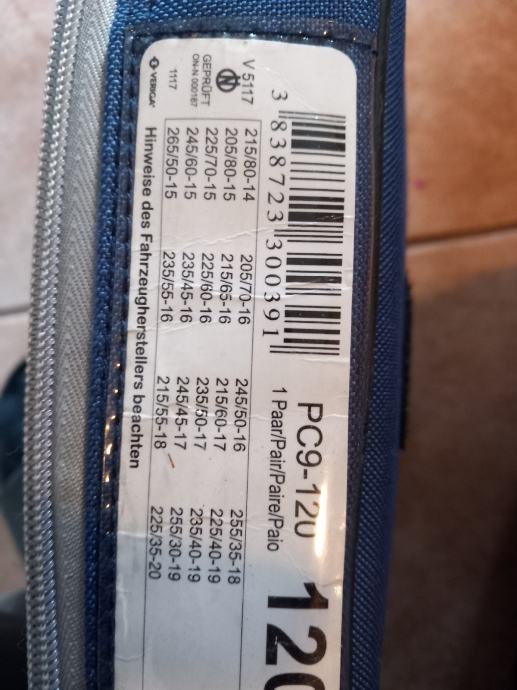 PC9-120
120
1 Paar/Pair/Paire/Paio
3 838723 300391
V 5117
GEPRÜFT
ON-N 000167
1117
VERIGA
215/80-14 205/70-16 245/50-16 255/35-18
205/80-15 215/65-16 215/60-17 225/40-19
225/70-15 225/60-16 235/50-17 235/40-19
245/60-15 235/45-16 245/45-17 255/30-19
265/50-15 235/55-16 215/55-18 225/35-20
Hinweise des Fahrzeugherstellers beachten